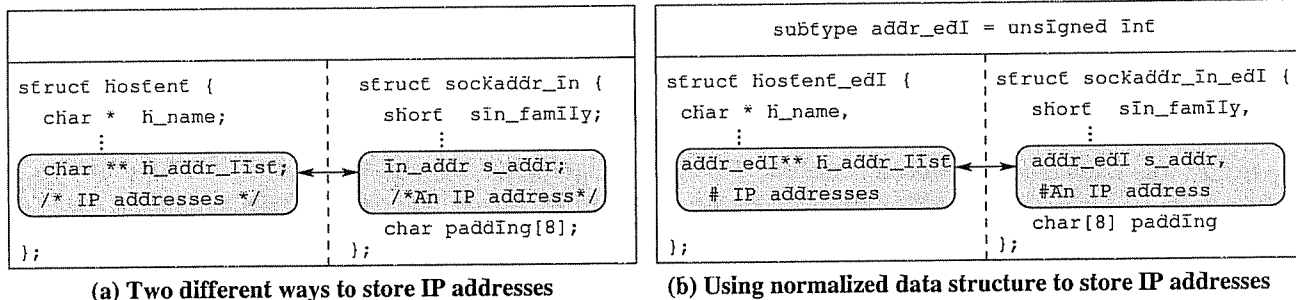 struct hostent {
char * h_name;
⋮
char ** h_addr_list;
/* IP addresses */
};
struct sockaddr_in {
short sin_family;
⋮
in_addr s_addr;
/*An IP address*/
char padding[8];
};
(a) Two different ways to store IP addresses
subtype addr_edl = unsigned int
struct hostent_edl {
char * h_name,
⋮
addr_edl** h_addr_list
# IP addresses
};
struct sockaddr_in_edl {
short sin_family,
⋮
addr_edl s_addr,
#An IP address
char[8] padding
};
(b) Using normalized data structure to store IP addresses